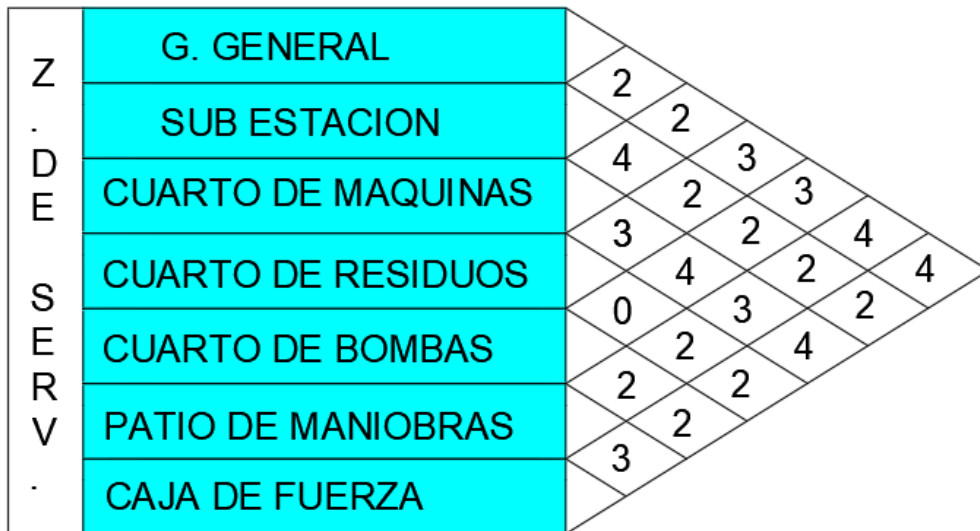 Z. DE SERV.
G. GENERAL
SUB ESTACION
CUARTO DE MAQUINAS
CUARTO DE RESIDUOS
CUARTO DE BOMBAS
PATIO DE MANIOBRAS
CAJA DE FUERZA
2
2
4
3
2
3
3
2
4
4
4
2
0
3
2
2
4
2
2
2
3